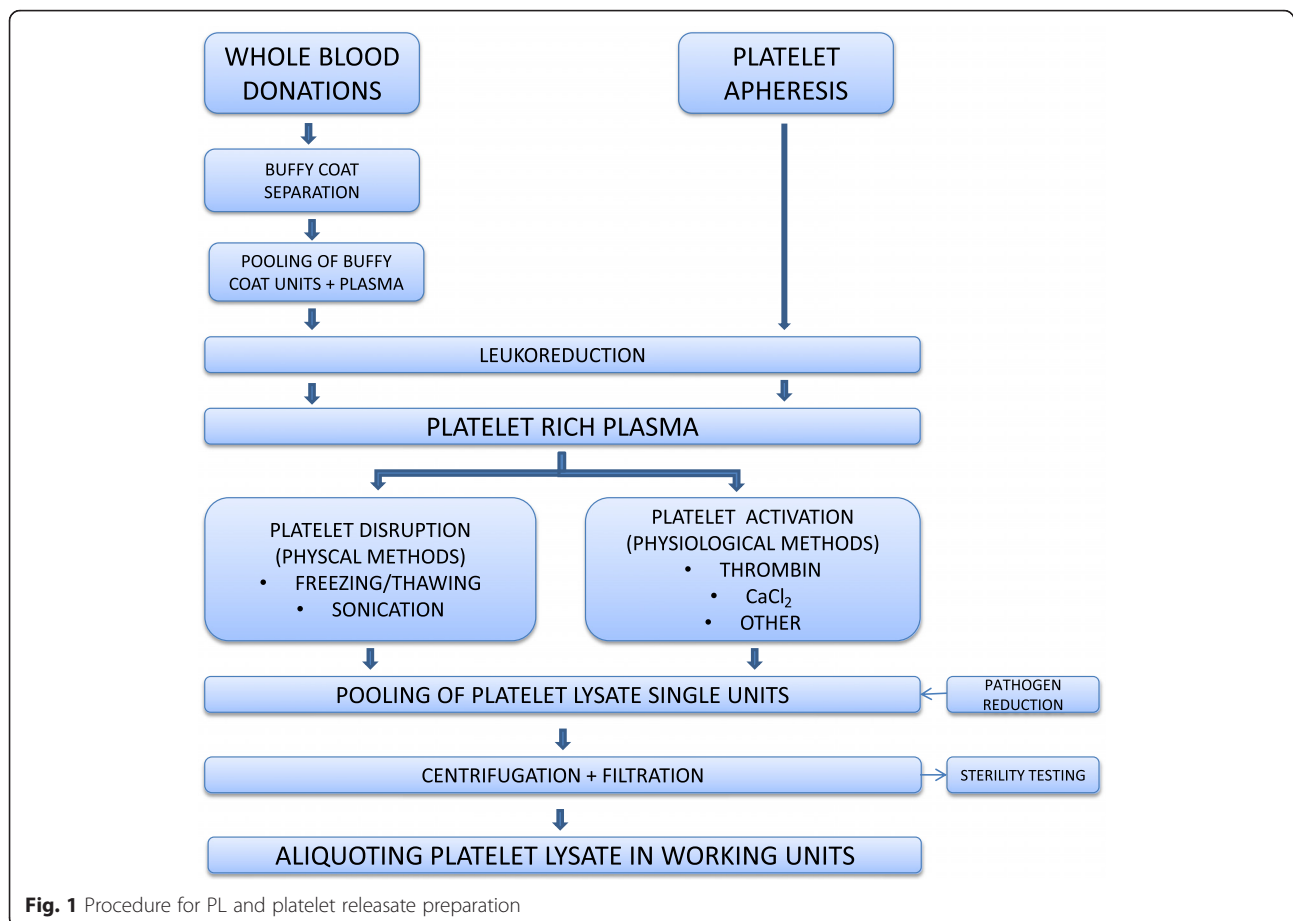 WHOLE BLOOD
DONATIONS
PLATELET
APHERESIS
BUFFY COAT
SEPARATION
POOLING OF BUFFY
COAT UNITS + PLASMA
LEUKOREDUCTION
PLATELET RICH PLASMA
PLATELET DISRUPTION
(PHYSCAL METHODS)
• FREEZING/THAWING
• SONICATION
PLATELET ACTIVATION
(PHYSIOLOGICAL METHODS)
• THROMBIN
• CaCl₂
• OTHER
POOLING OF PLATELET LYSATE SINGLE UNITS
PATHOGEN
REDUCTION
CENTRIFUGATION + FILTRATION
STERILITY TESTING
ALIQUOTING PLATELET LYSATE IN WORKING UNITS
Fig. 1 Procedure for PL and platelet releasate preparation